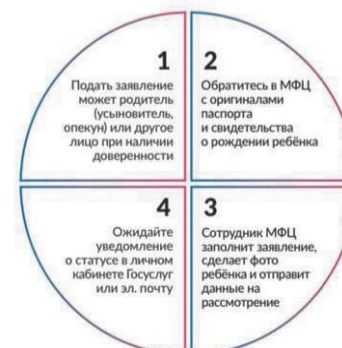 1
Подать заявление
может родитель
(усыновитель,
опекун) или другое
лицо при наличии
доверенности
2
Обратитесь в МФЦ
с оригиналами
паспорта
и свидетельства
о рождении ребёнка
3
Сотрудник МФЦ
заполнит заявление,
сделает фото
ребёнка и отправит
данные на
рассмотрение
4
Ожидайте
уведомление
о статусе в личном
кабинете Госуслуг
или эл. почту